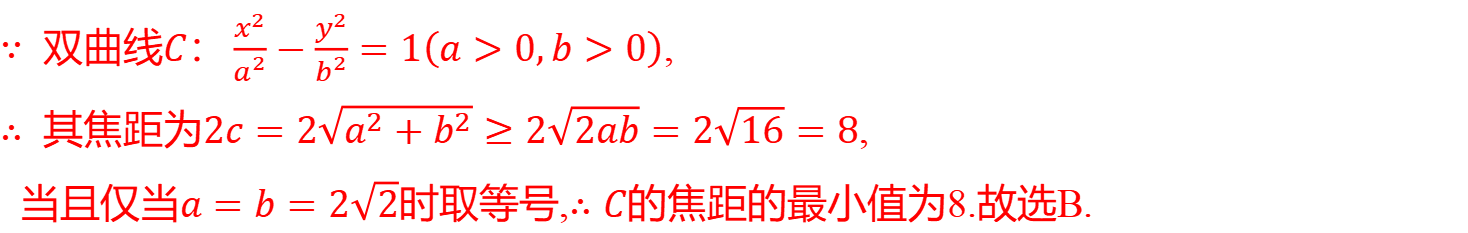 ∵ 双曲线C： x²/a² − y²/b² = 1(a > 0, b > 0),
∴ 其焦距为2c = 2√(a² + b²) ≥ 2√(2ab) = 2√16 = 8,
当且仅当a = b = 2√2时取等号,∴ C的焦距的最小值为8.故选B.